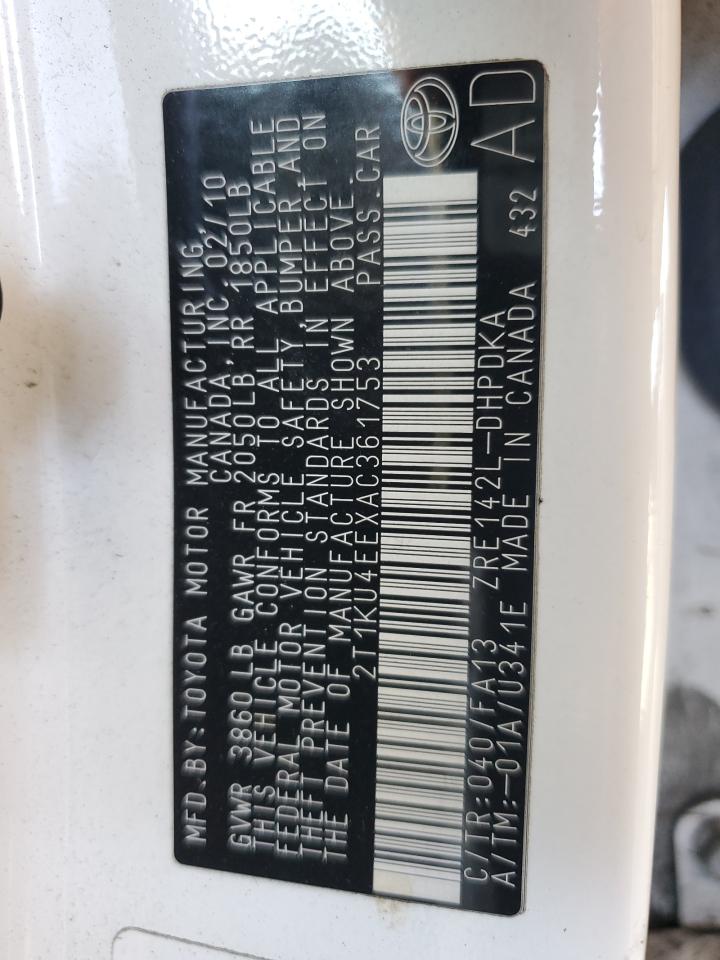 MFD.BY:TOYOTA MOTOR MANUFACTURING,
CANADA,INC. 02/10
GVWR 3860 LB GAWR FR 2050LB,RR 1850LB
THIS VEHICLE CONFORMS TO ALL APPLICABLE
FEDERAL MOTOR VEHICLE SAFETY,BUMPER,AND
THEFT PREVENTION STANDARDS IN EFFECT ON
THE DATE OF MANUFACTURE SHOWN ABOVE.
2T1KU4EEXAC361753 PASS.CAR
C/TR:040/FA13 ZRE142L-DHPDKA
A/TM:-01A/U341E MADE IN CANADA 432
AD